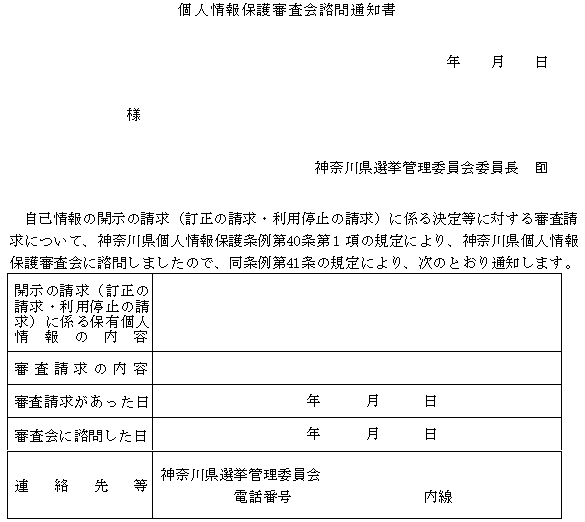 個人情報保護審査会諮問通知書
年　　月　　日
様
神奈川県選挙管理委員会委員長　印
自己情報の開示の請求（訂正の請求・利用停止の請求）に係る決定等に対する審査請
求について、神奈川県個人情報保護条例第40条第１項の規定により、神奈川県個人情報
保護審査会に諮問しましたので、同条例第41条の規定により、次のとおり通知します。
開示の請求（訂正の
請求・利用停止の請
求）に係る保有個人
情報の内容
審査請求の内容
審査請求があった日　年　　月　　日
審査会に諮問した日　年　　月　　日
連絡先等
神奈川県選挙管理委員会
電話番号　　内線